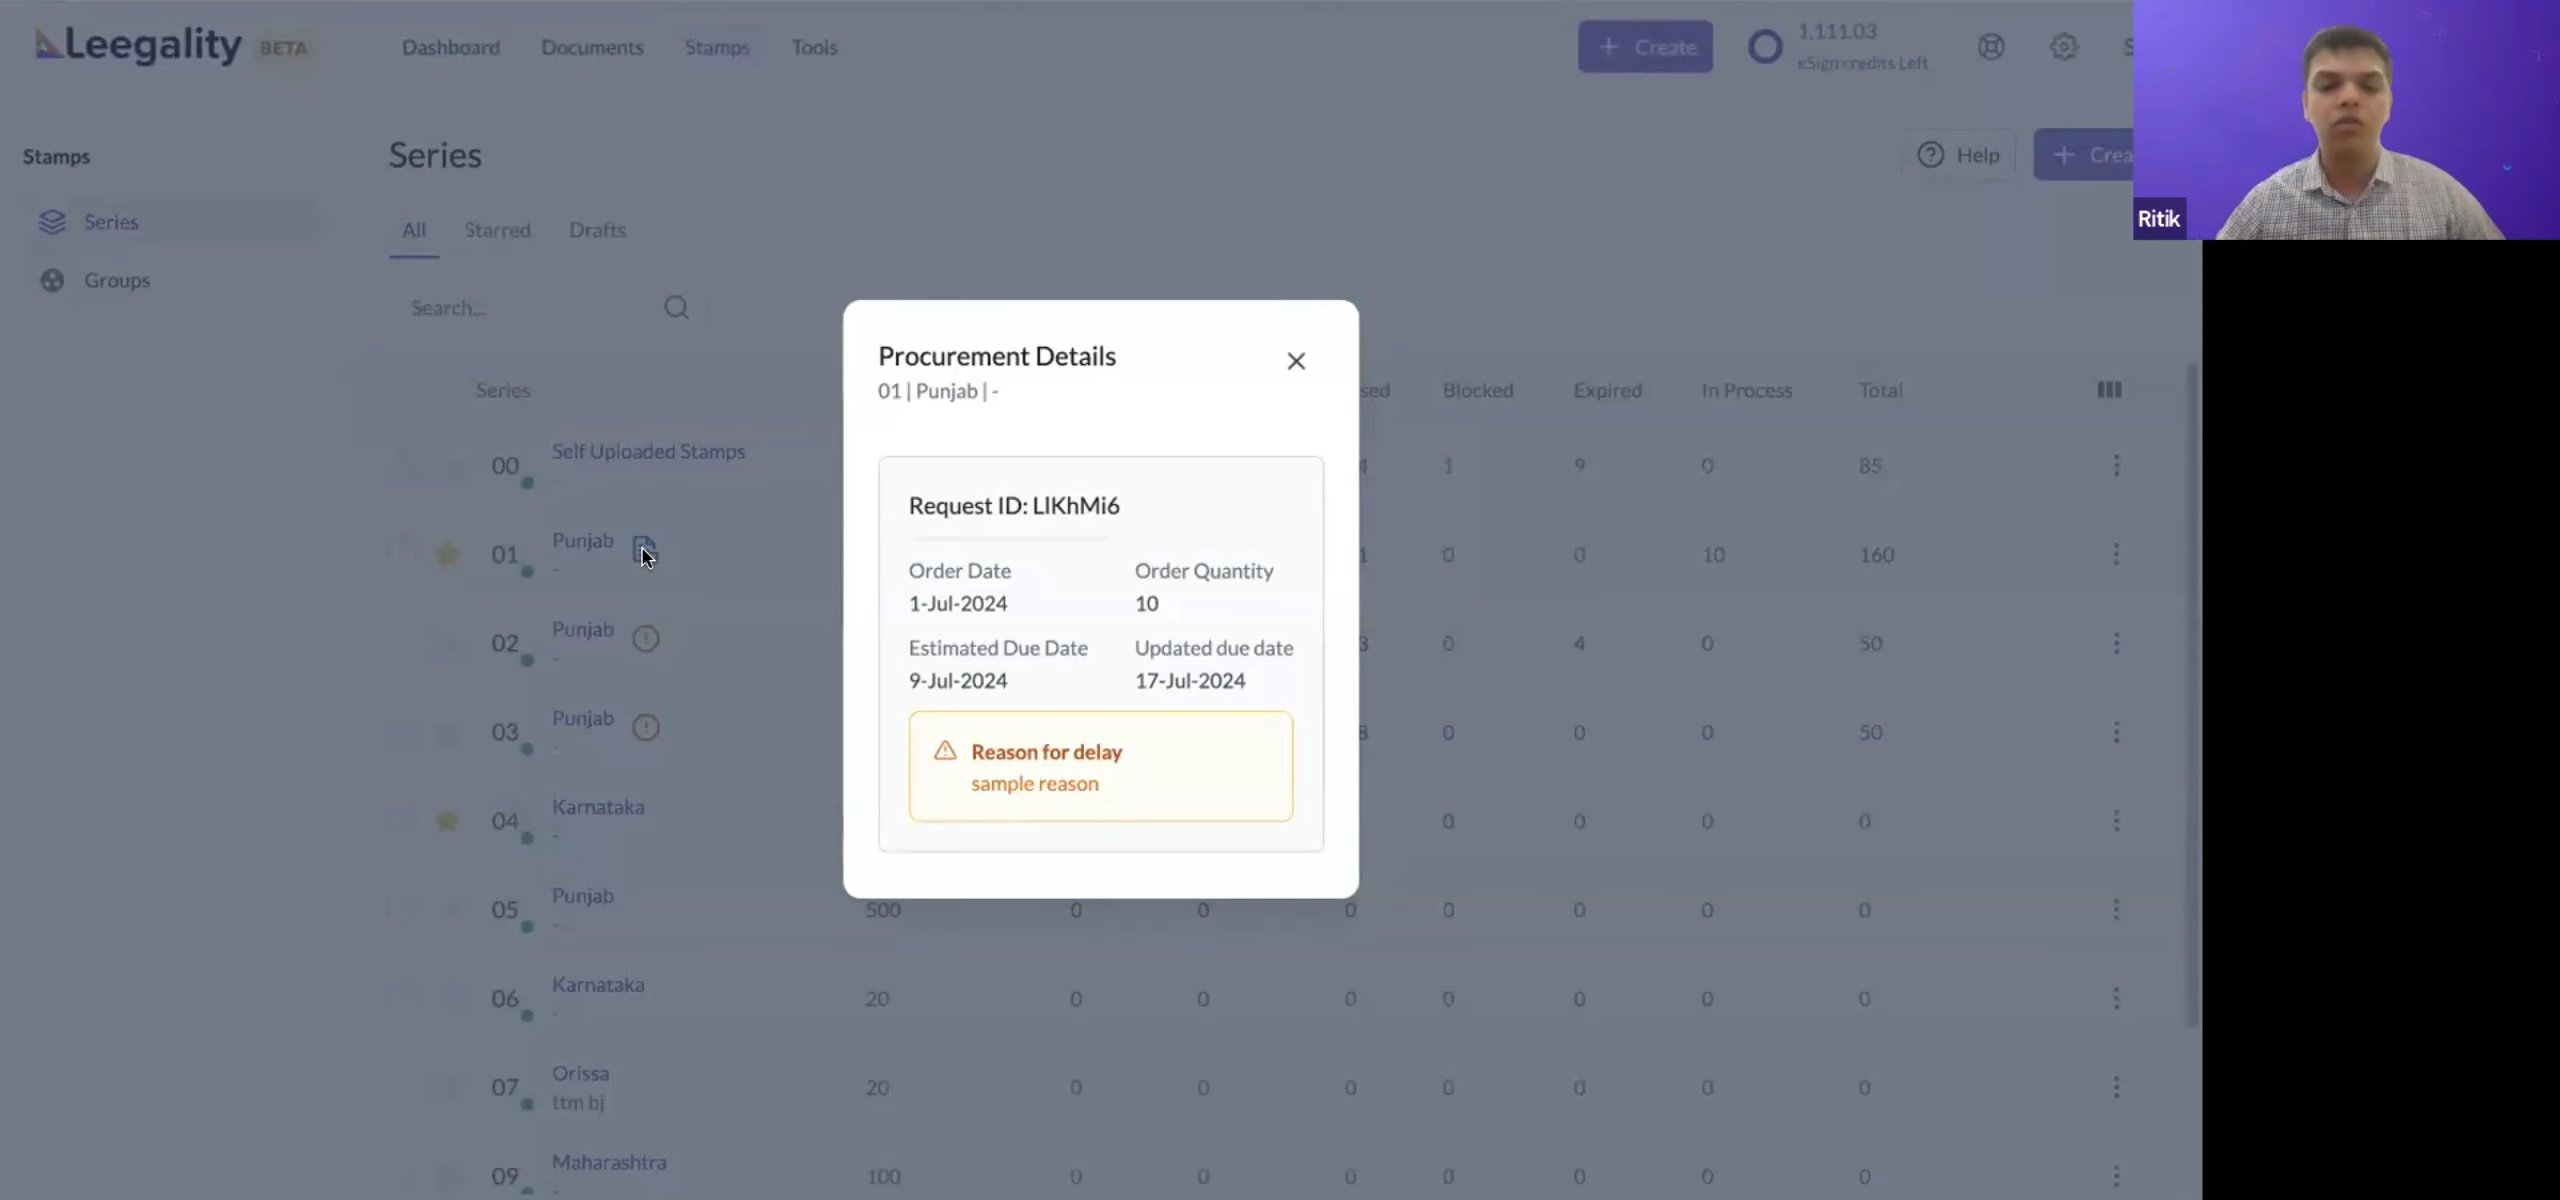 Leegality BETA
Dashboard Documents Stamps Tools
+ Create
1,111.03
eSign credits Left
Ritik
Stamps
Series
Groups
Series
Help
+ Crea
All Starred Drafts
Search...
Series sed Blocked Expired In Process Total
00 Self Uploaded Stamps 4 1 9 0 85
01 Punjab 1 0 0 10 160
-
02 Punjab 3 0 4 0 50
-
03 Punjab 8 0 0 0 50
-
04 Karnataka 0 0 0 0
-
05 Punjab 500 0 0 0 0 0 0 0
-
06 Karnataka 20 0 0 0 0 0 0 0
-
07 Orissa 20 0 0 0 0 0 0 0
ttm bj
09 Maharashtra 100 0 0 0 0 0 0 0
-
Procurement Details
01 | Punjab | -
Request ID: LIKhMi6
Order Date Order Quantity
1-Jul-2024 10
Estimated Due Date Updated due date
9-Jul-2024 17-Jul-2024
Reason for delay
sample reason